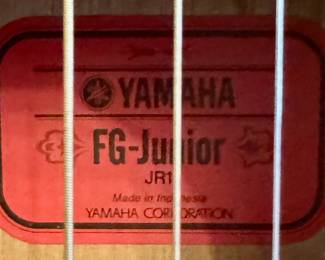 YAMAHA
FG-Junior
JR1
Made in Indonesia
YAMAHA CORPORATION